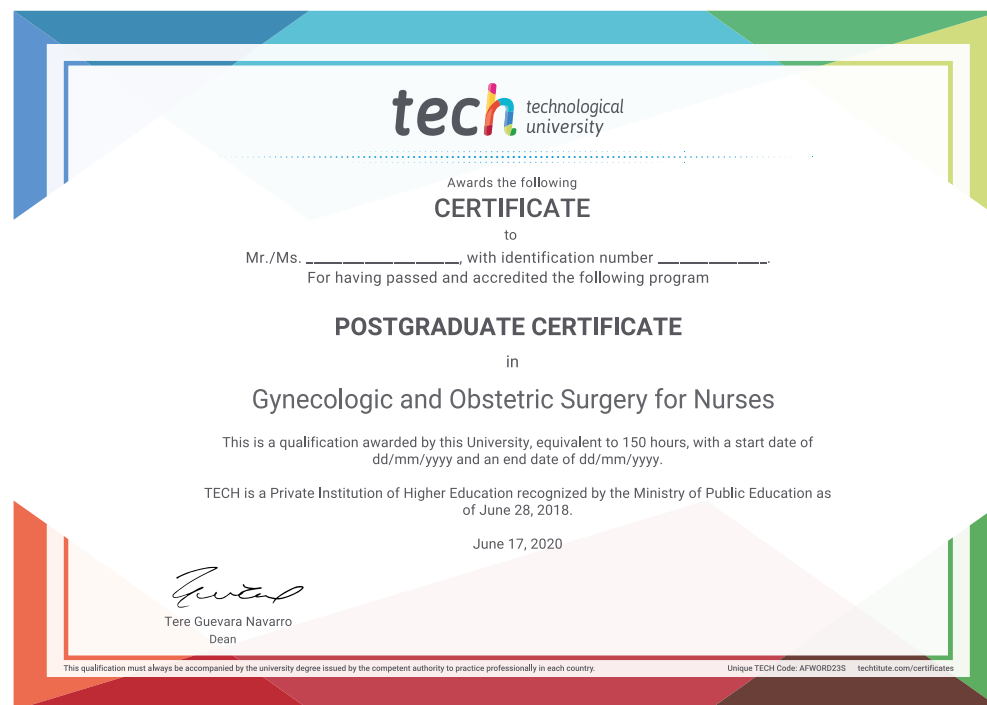 tech technological
university
Awards the following
CERTIFICATE
to
Mr./Ms. ____________________, with identification number ______________.
For having passed and accredited the following program
POSTGRADUATE CERTIFICATE
in
Gynecologic and Obstetric Surgery for Nurses
This is a qualification awarded by this University, equivalent to 150 hours, with a start date of
dd/mm/yyyy and an end date of dd/mm/yyyy.
TECH is a Private Institution of Higher Education recognized by the Ministry of Public Education as
of June 28, 2018.
June 17, 2020
Tere Guevara Navarro
Dean
This qualification must always be accompanied by the university degree issued by the competent authority to practice professionally in each country.
Unique TECH Code: AFWORD23S techtitute.com/certificates